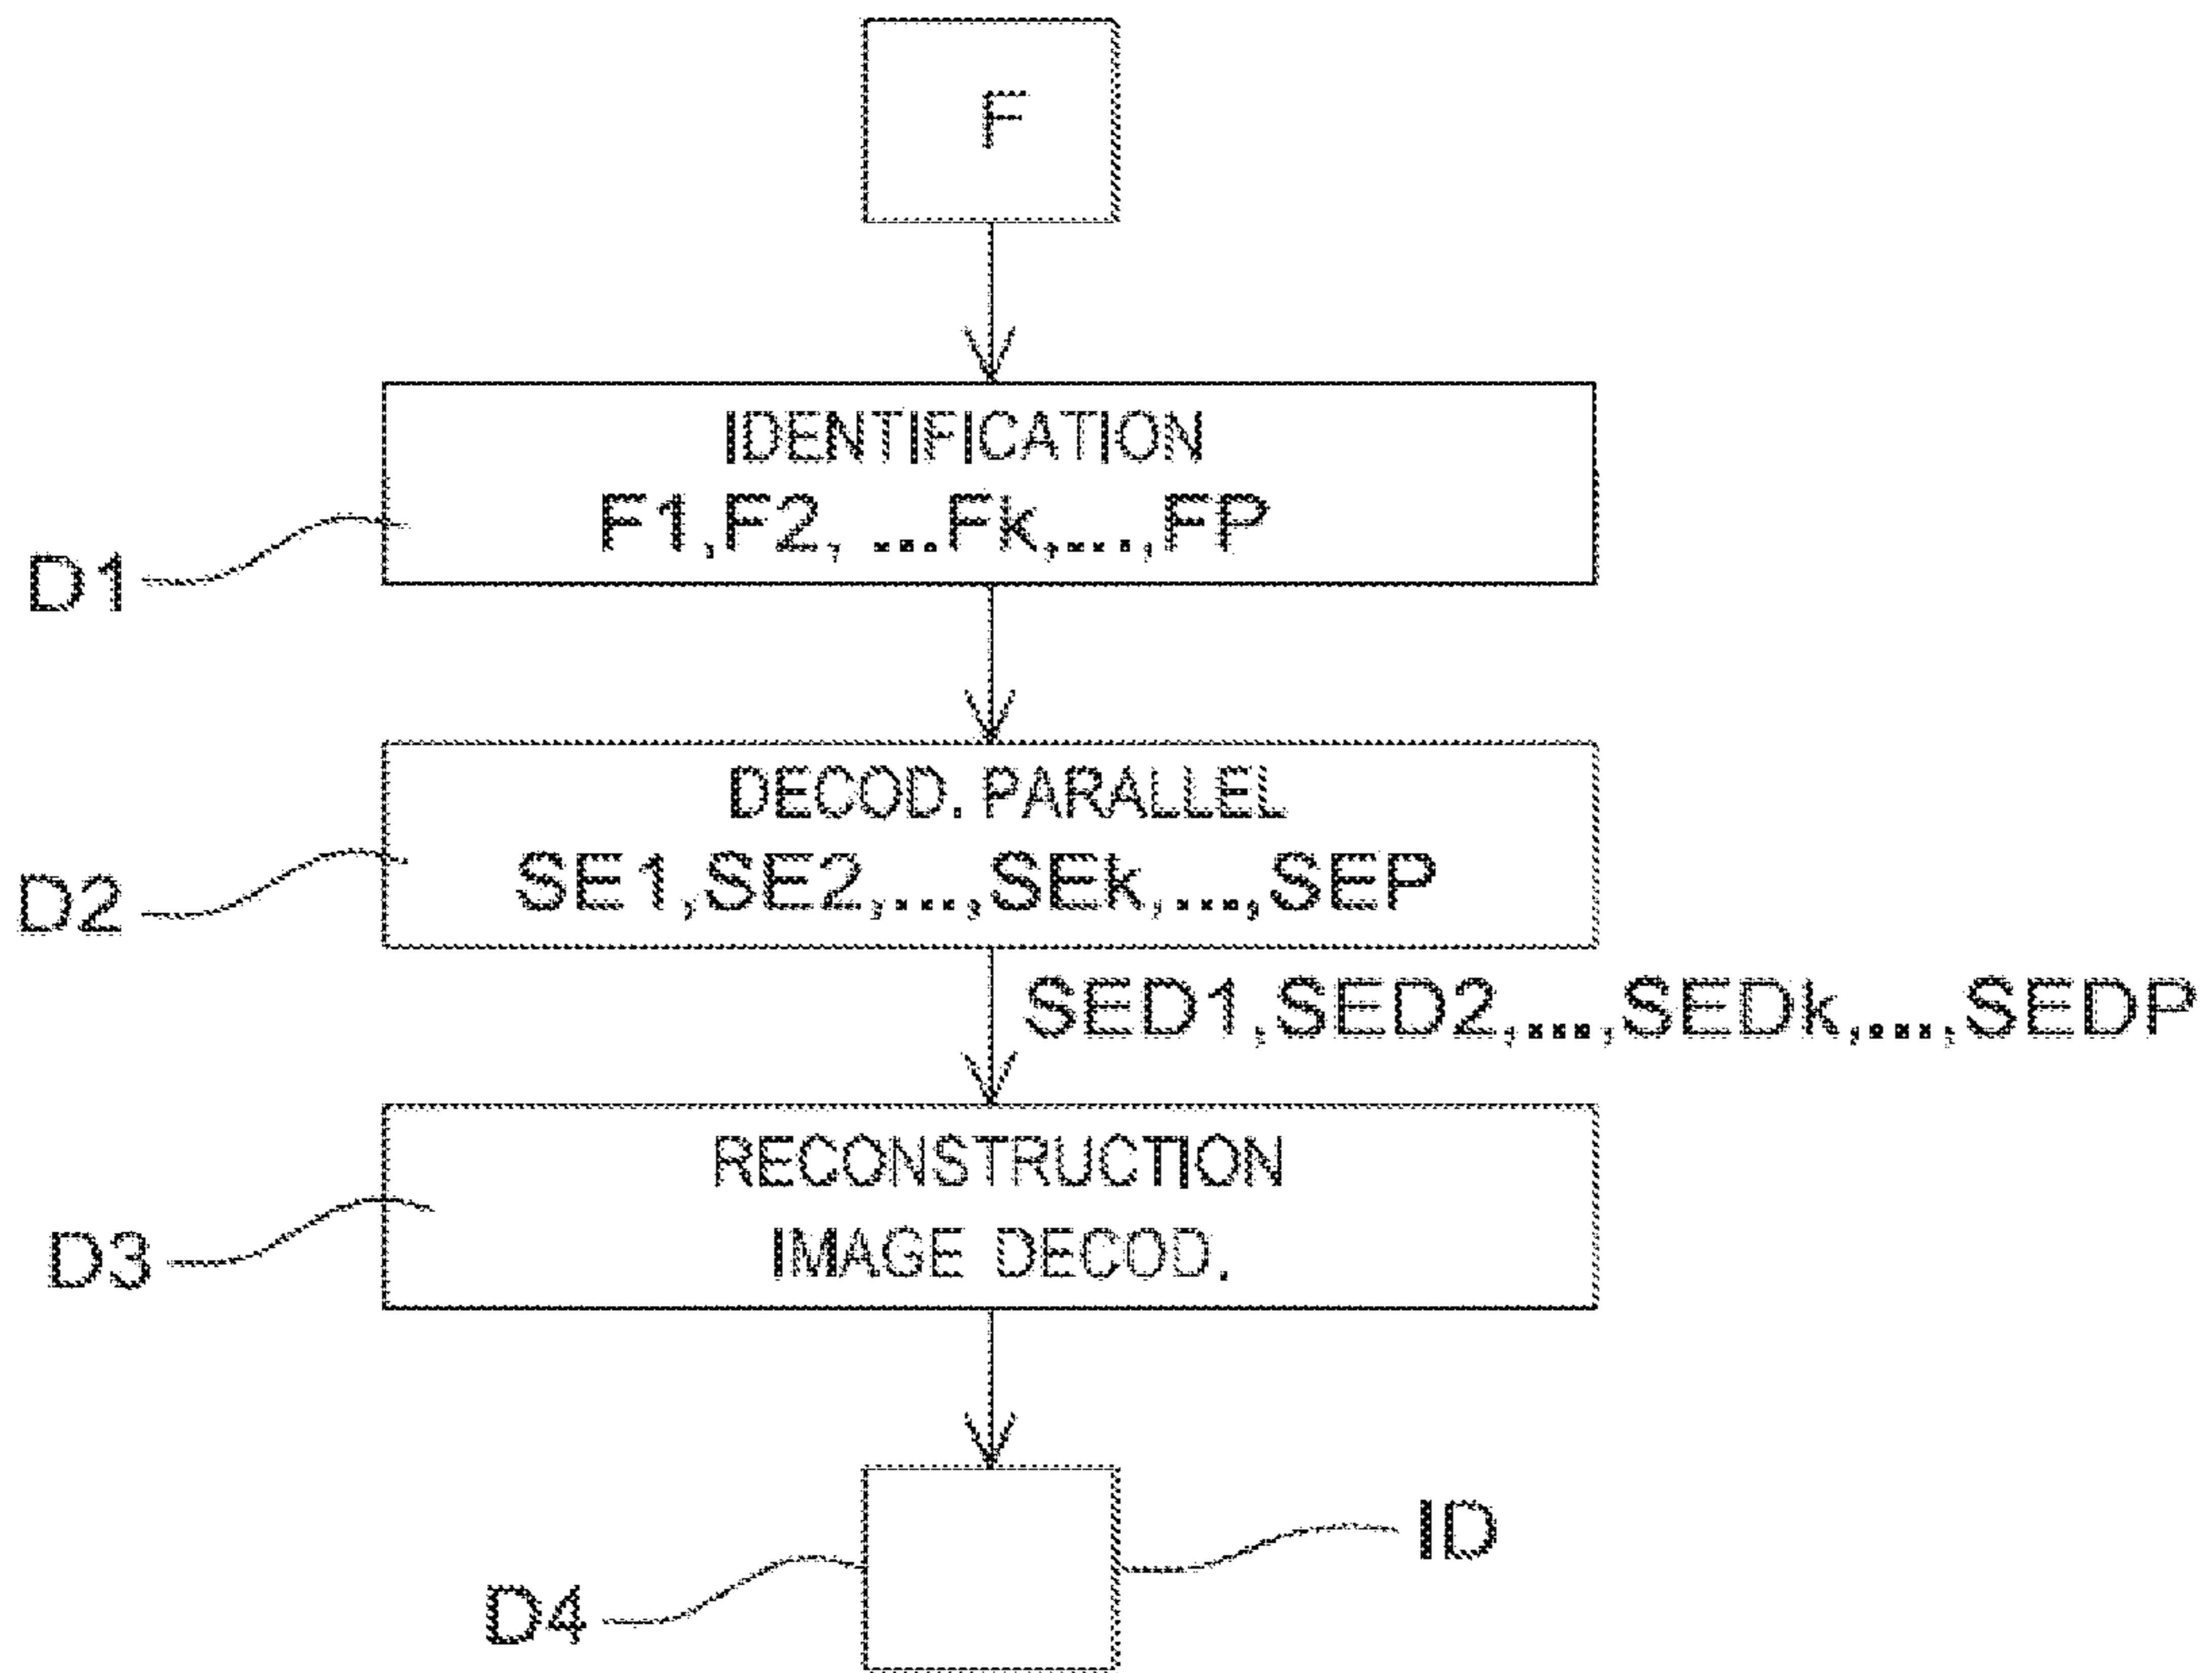 F
IDENTIFICATION
F1,F2, ...Fk,...,FP
D1
DECOD. PARALLEL
SE1,SE2,...,SEk,...,SEP
D2
SED1,SED2,...,SEDk,...,SEDP
RECONSTRUCTION
IMAGE DECOD.
D3
ID
D4